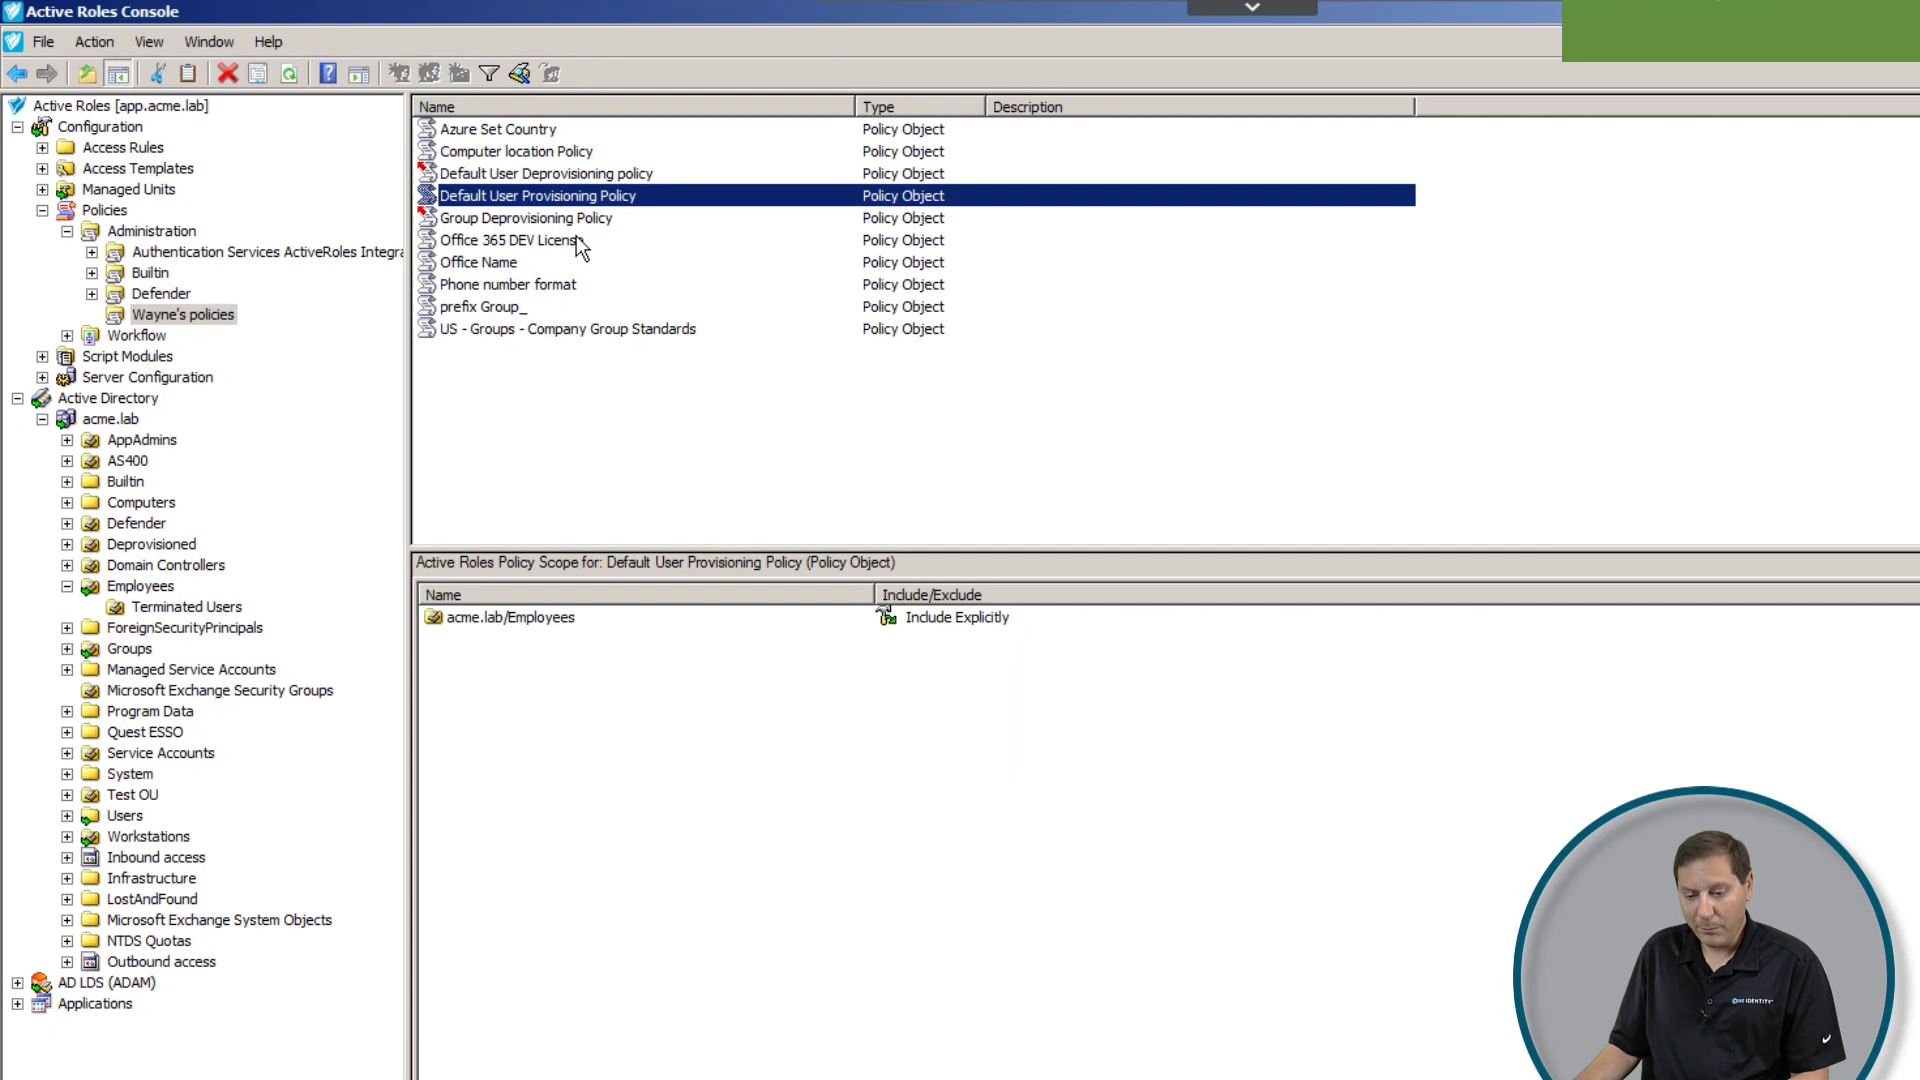 Active Roles Console
File Action View Window Help
Active Roles [app.acme.lab]
Configuration
Access Rules
Access Templates
Managed Units
Policies
Administration
Authentication Services ActiveRoles Integra
Builtin
Defender
Wayne's policies
Workflow
Script Modules
Server Configuration
Active Directory
acme.lab
AppAdmins
AS400
Builtin
Computers
Defender
Deprovisioned
Domain Controllers
Employees
Terminated Users
ForeignSecurityPrincipals
Groups
Managed Service Accounts
Microsoft Exchange Security Groups
Program Data
Quest ESSO
Service Accounts
System
Test OU
Users
Workstations
Inbound access
Infrastructure
LostAndFound
Microsoft Exchange System Objects
NTDS Quotas
Outbound access
AD LDS (ADAM)
Applications
Name Type Description
Azure Set Country Policy Object
Computer location Policy Policy Object
Default User Deprovisioning policy Policy Object
Default User Provisioning Policy Policy Object
Group Deprovisioning Policy Policy Object
Office 365 DEV License Policy Object
Office Name Policy Object
Phone number format Policy Object
prefix Group_ Policy Object
US - Groups - Company Group Standards Policy Object
Active Roles Policy Scope for: Default User Provisioning Policy (Policy Object)
Name Include/Exclude
acme.lab/Employees Include Explicitly
ONE IDENTITY